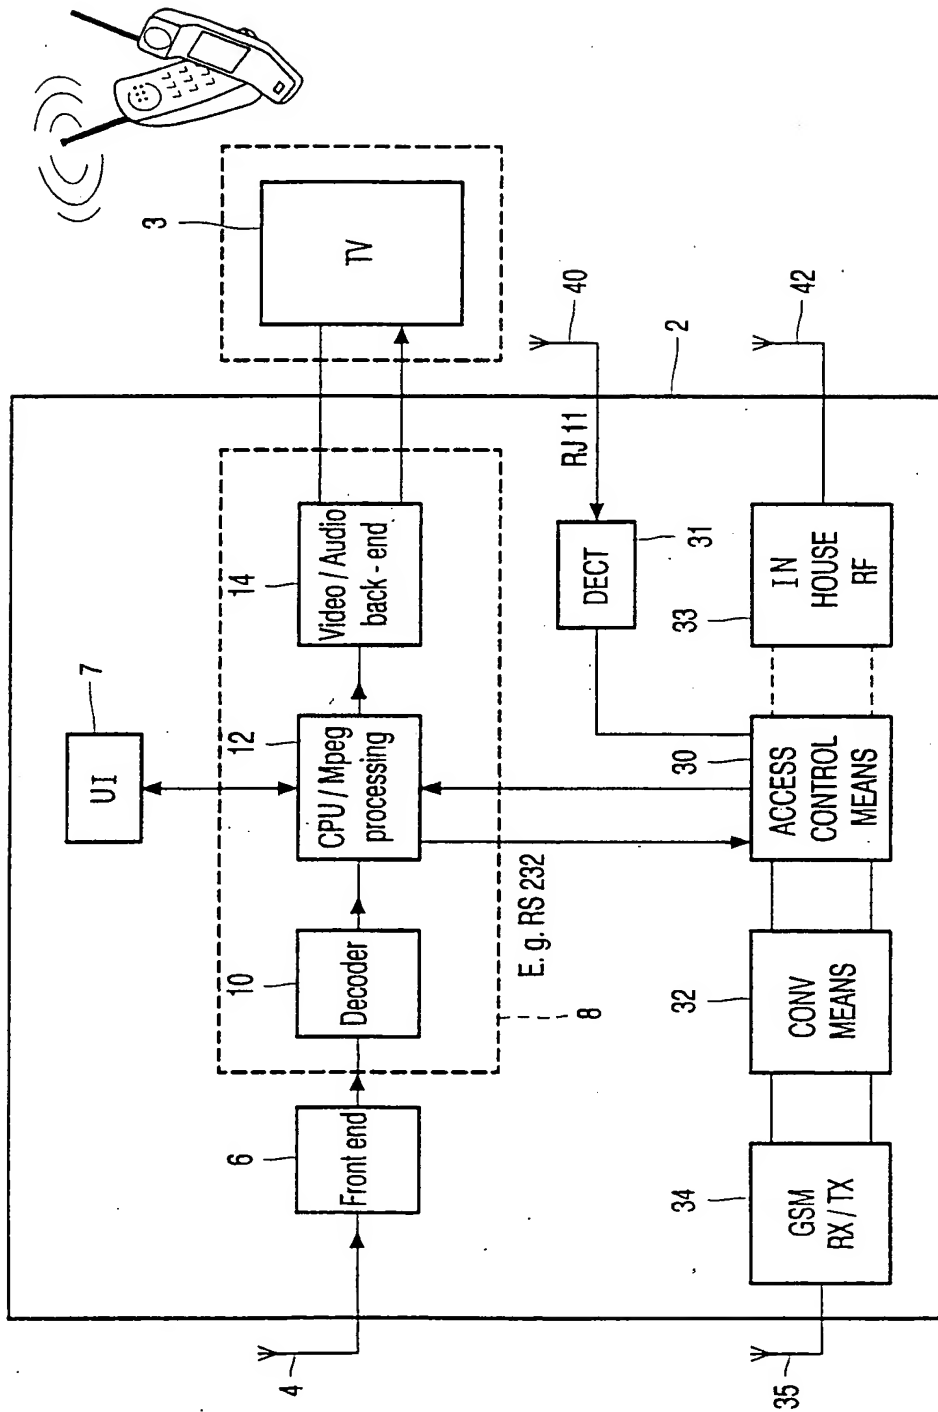 7
UI
3
TV
4
6
Front end
10
Decoder
12
CPU / Mpeg
processing
14
Video / Audio
back - end
8
E. g. RS 232
RJ 11
40
2
DECT
31
35
34
GSM
RX / TX
32
CONV
MEANS
30
ACCESS
CONTROL
MEANS
33
IN
HOUSE
RF
42